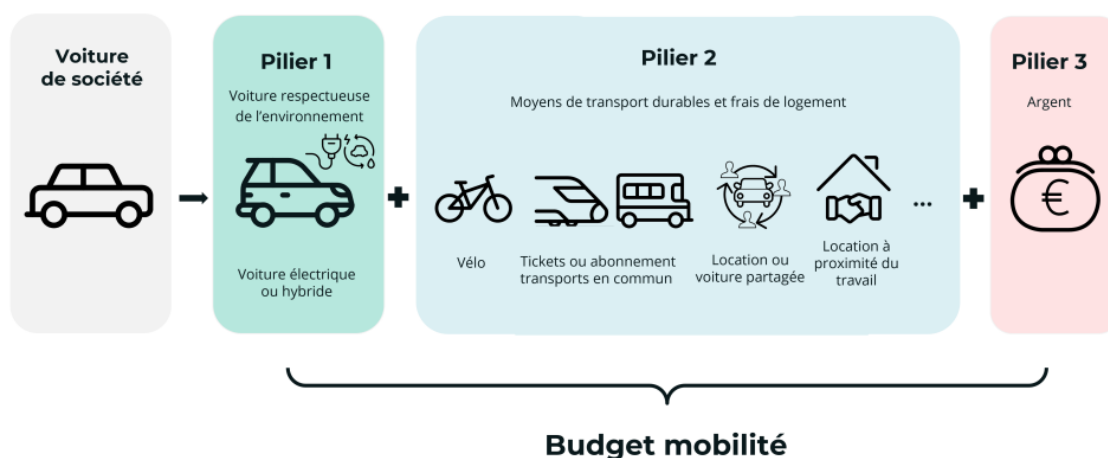 Voiture
de société
Pilier 1
Voiture respectueuse
de l'environnement
Voiture électrique
ou hybride
Pilier 2
Moyens de transport durables et frais de logement
Vélo
Tickets ou abonnement
transports en commun
Location ou
voiture partagée
Location à
proximité du
travail
...
Pilier 3
Argent
€
Budget mobilité